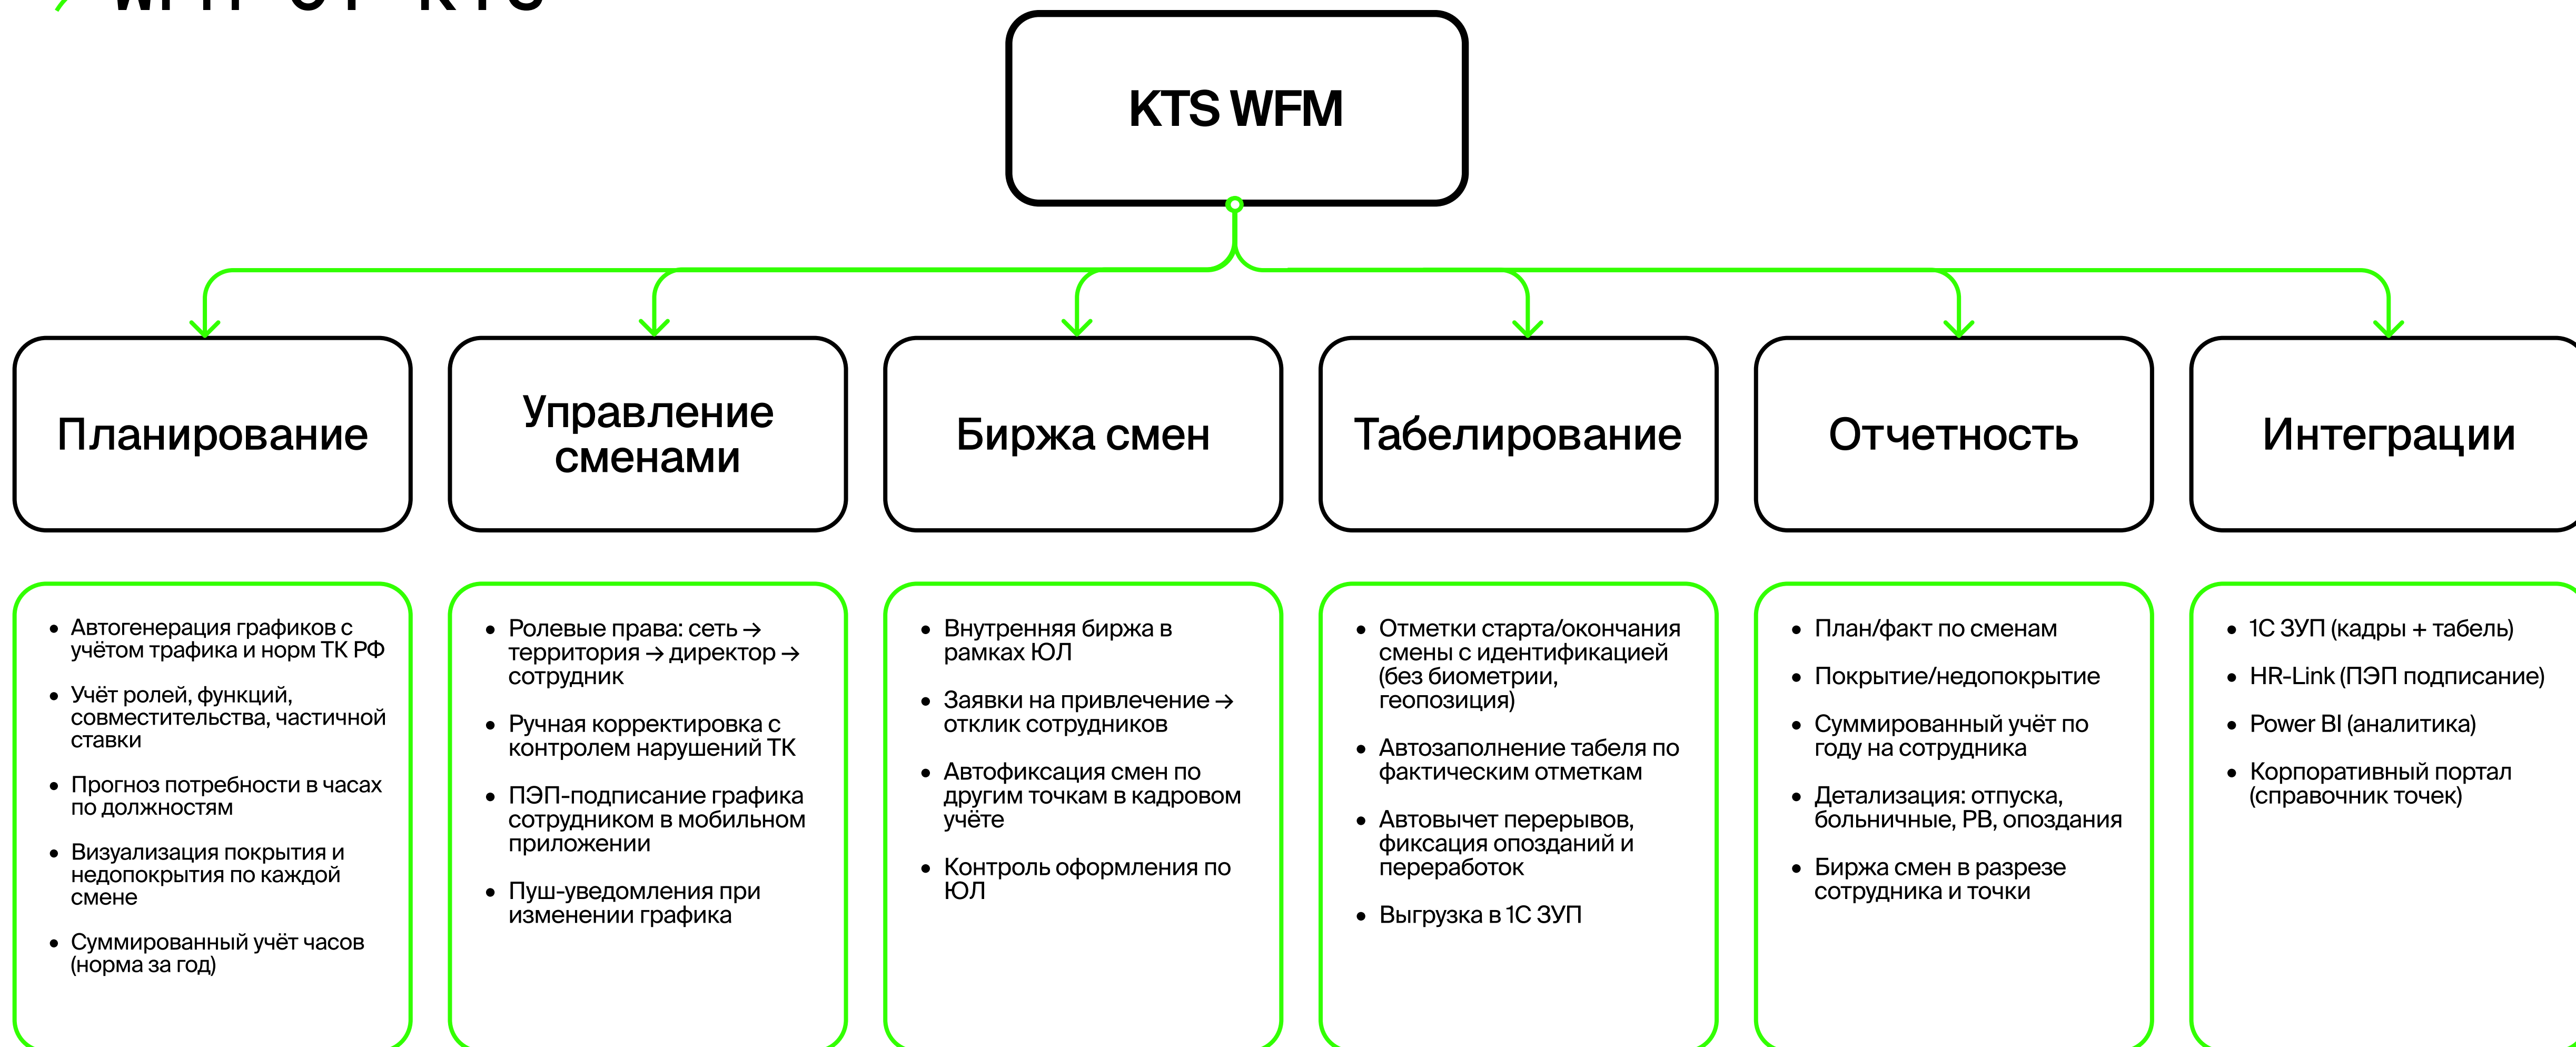 WFM от KTS
KTS WFM
Планирование
Управление
сменами
Биржа смен
Табелирование
Отчетность
Интеграции
• Автогенерация графиков с
учётом трафика и норм ТК РФ
• Учёт ролей, функций,
совместительства, частичной
ставки
• Прогноз потребности в часах
по должностям
• Визуализация покрытия и
недопокрытия по каждой
смене
• Суммированный учёт часов
(норма за год)
• Ролевые права: сеть →
территория → директор →
сотрудник
• Ручная корректировка с
контролем нарушений ТК
• ПЭП-подписание графика
сотрудником в мобильном
приложении
• Пуш-уведомления при
изменении графика
• Внутренняя биржа в
рамках ЮЛ
• Заявки на привлечение →
отклик сотрудников
• Автофиксация смен по
другим точкам в кадровом
учёте
• Контроль оформления по
ЮЛ
• Отметки старта/окончания
смены с идентификацией
(без биометрии,
геопозиция)
• Автозаполнение табеля по
фактическим отметкам
• Автовычет перерывов,
фиксация опозданий и
переработок
• Выгрузка в 1С ЗУП
• План/факт по сменам
• Покрытие/недопокрытие
• Суммированный учёт по
году на сотрудника
• Детализация: отпуска,
больничные, РВ, опоздания
• Биржа смен в разрезе
сотрудника и точки
• 1С ЗУП (кадры + табель)
• HR-Link (ПЭП подписание)
• Power BI (аналитика)
• Корпоративный портал
(справочник точек)